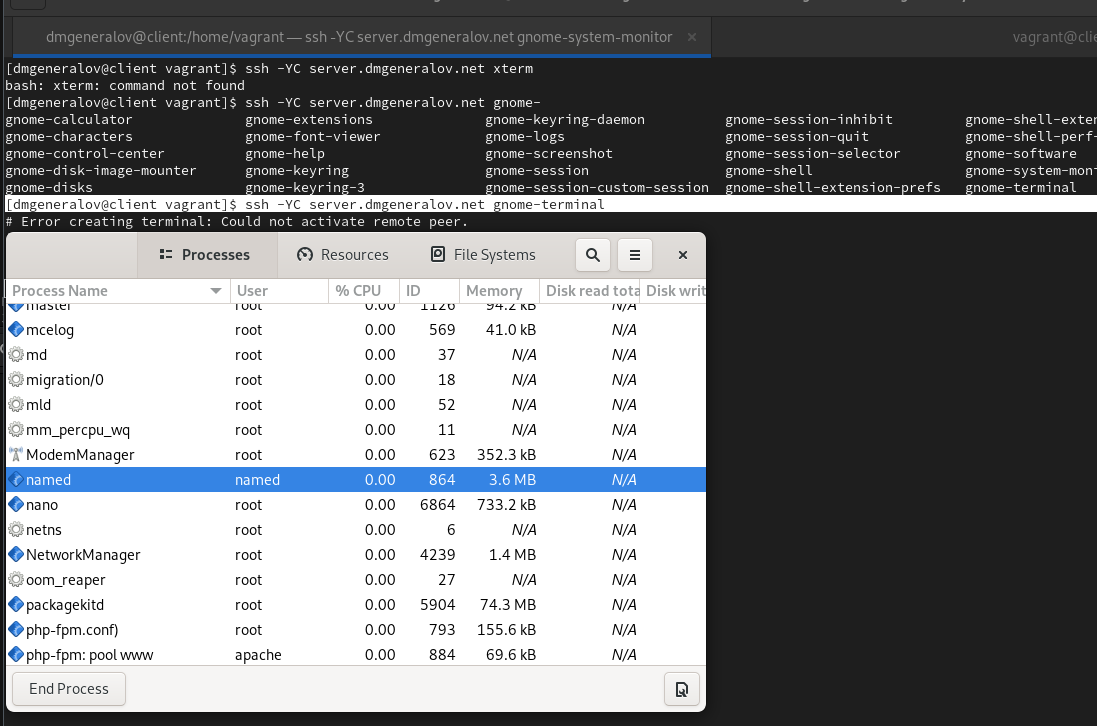 dmgeneralov@client:/home/vagrant — ssh -YC server.dmgeneralov.net gnome-system-monitor × vagrant@clie
[dmgeneralov@client vagrant]$ ssh -YC server.dmgeneralov.net xterm
bash: xterm: command not found
[dmgeneralov@client vagrant]$ ssh -YC server.dmgeneralov.net gnome-
gnome-calculator gnome-extensions gnome-keyring-daemon gnome-session-inhibit gnome-shell-exten
gnome-characters gnome-font-viewer gnome-logs gnome-session-quit gnome-shell-perf-
gnome-control-center gnome-help gnome-screenshot gnome-session-selector gnome-software
gnome-disk-image-mounter gnome-keyring gnome-session gnome-shell gnome-system-moni
gnome-disks gnome-keyring-3 gnome-session-custom-session gnome-shell-extension-prefs gnome-terminal
[dmgeneralov@client vagrant]$ ssh -YC server.dmgeneralov.net gnome-terminal
# Error creating terminal: Could not activate remote peer.
Processes Resources File Systems
Process Name User % CPU ID Memory Disk read tota Disk writ
master root 0.00 1126 94.2 kB N/A
mcelog root 0.00 569 41.0 kB N/A
md root 0.00 37 N/A N/A
migration/0 root 0.00 18 N/A N/A
mld root 0.00 52 N/A N/A
mm_percpu_wq root 0.00 11 N/A N/A
ModemManager root 0.00 623 352.3 kB N/A
named named 0.00 864 3.6 MB N/A
nano root 0.00 6864 733.2 kB N/A
netns root 0.00 6 N/A N/A
NetworkManager root 0.00 4239 1.4 MB N/A
oom_reaper root 0.00 27 N/A N/A
packagekitd root 0.00 5904 74.3 MB N/A
php-fpm.conf) root 0.00 793 155.6 kB N/A
php-fpm: pool www apache 0.00 884 69.6 kB N/A
End Process